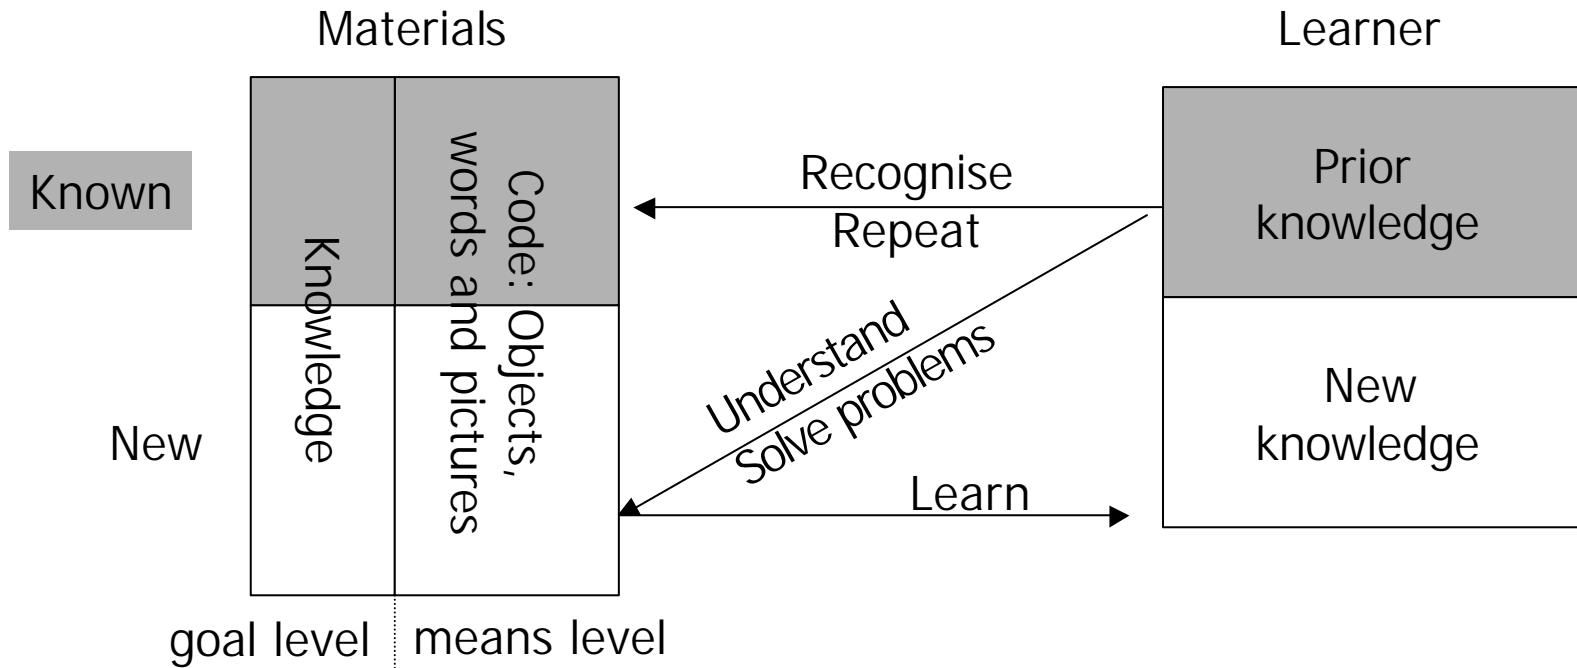 Materials
Learner
Known
New
Knowledge
Code: Objects,
words and pictures
Recognise
Repeat
Understand
Solve problems
Learn
Prior
knowledge
New
knowledge
goal level
means level